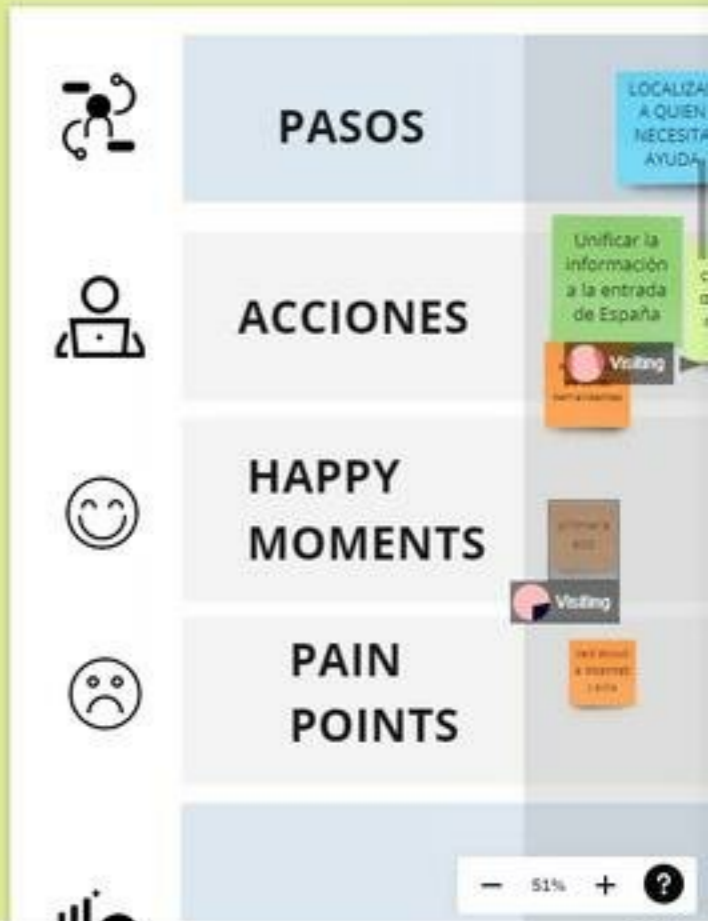 PASOS
LOCALIZA
A QUIEN
NECESITA
AYUDA
ACCIONES
Unificar la
información
a la entrada
de España
Visiting
HAPPY
MOMENTS
Visiting
PAIN
POINTS
51%
?